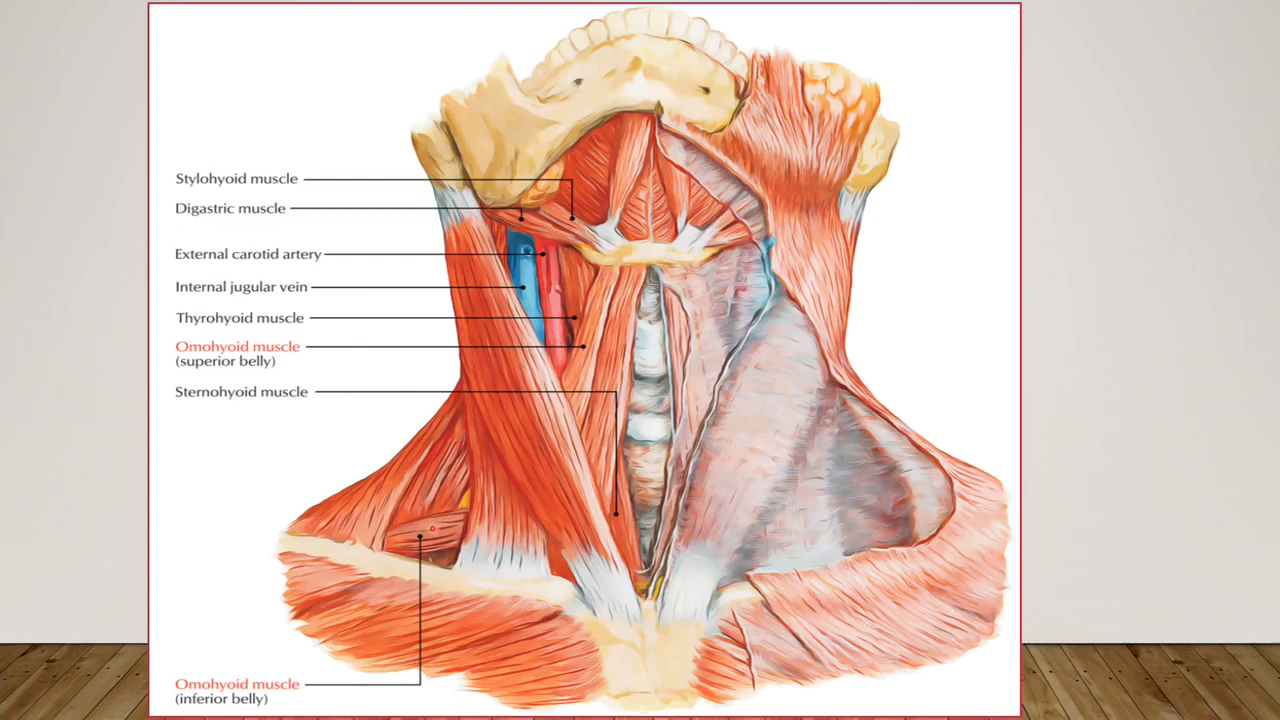 Stylohyoid muscle
Digastric muscle
External carotid artery
Internal jugular vein
Thyrohyoid muscle
Omohyoid muscle
(superior belly)
Sternohyoid muscle
Omohyoid muscle
(inferior belly)